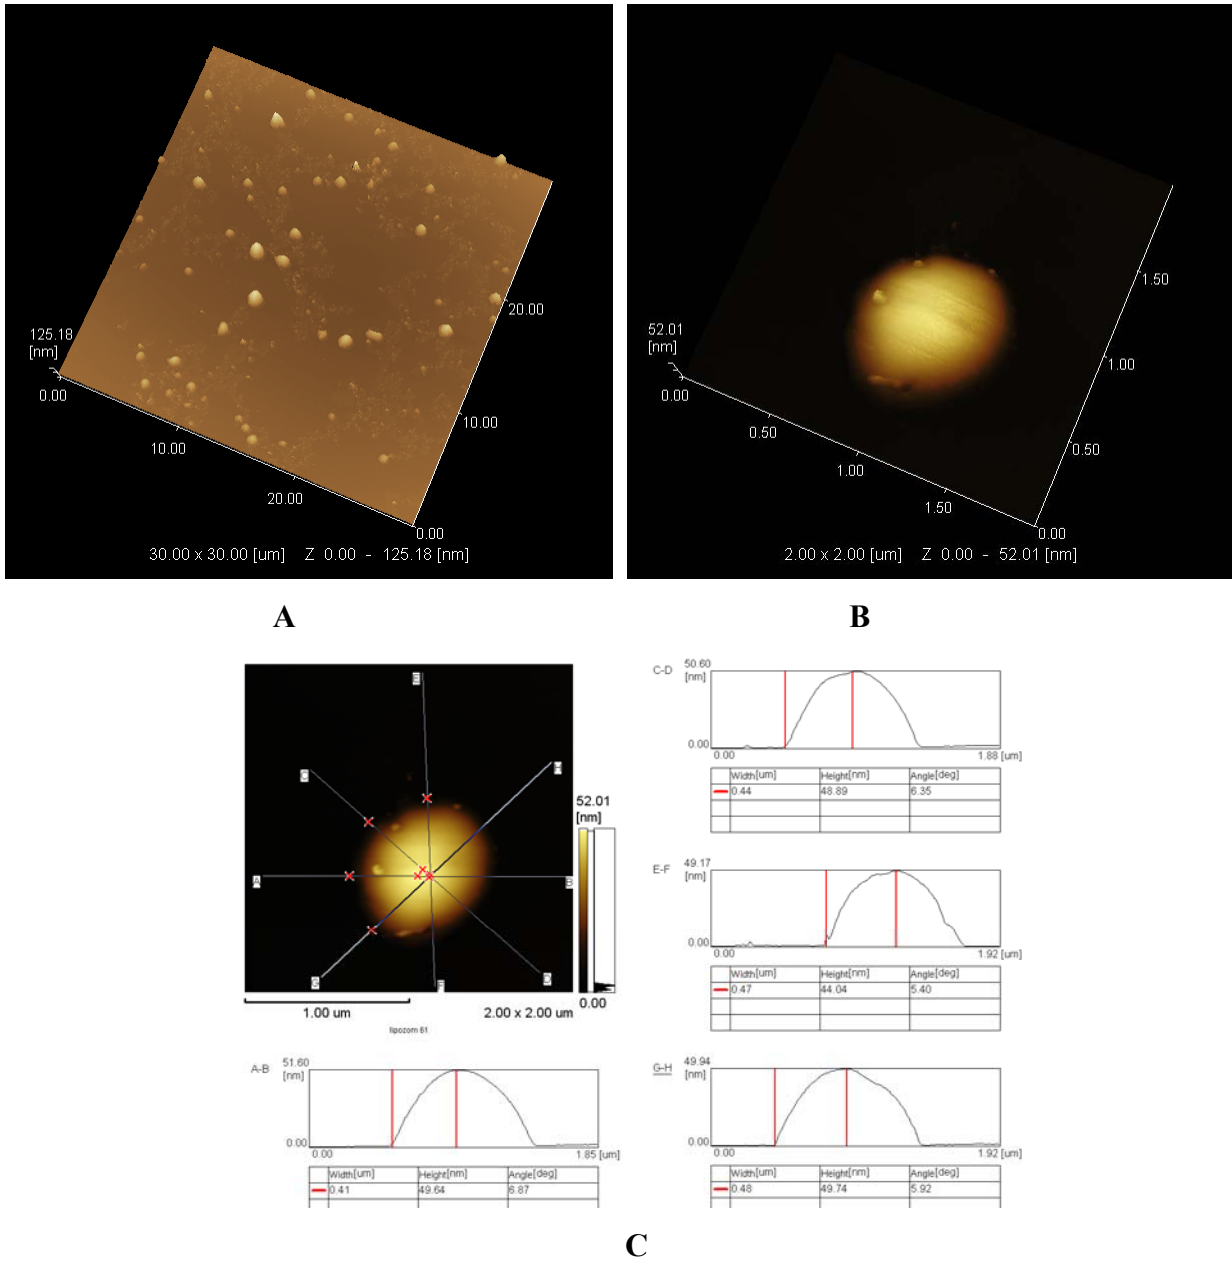 125.18
[nm]
0.00
10.00
20.00
0.00
10.00
20.00
30.00 x 30.00 [um] Z 0.00 - 125.18 [nm]
52.01
[nm]
0.00
0.50
1.00
1.50
0.00
0.50
1.00
1.50
2.00 x 2.00 [um] Z 0.00 - 52.01 [nm]
A
B
E
C
H
A
B
G
F
D
52.01
[nm]
0.00
1.00 um
2.00 x 2.00 um
lipozom 61
C-D
50.60
[nm]
0.00
0.00
1.88 [um]
Width[um] Height[nm] Angle[deg]
0.44 48.89 6.35
E-F
49.17
[nm]
0.00
0.00
1.92 [um]
Width[um] Height[nm] Angle[deg]
0.47 44.04 5.40
A-B
51.60
[nm]
0.00
0.00
1.85 [um]
Width[um] Height[nm] Angle[deg]
0.41 49.64 6.87
G-H
49.94
[nm]
0.00
0.00
1.92 [um]
Width[um] Height[nm] Angle[deg]
0.48 49.74 5.92
C